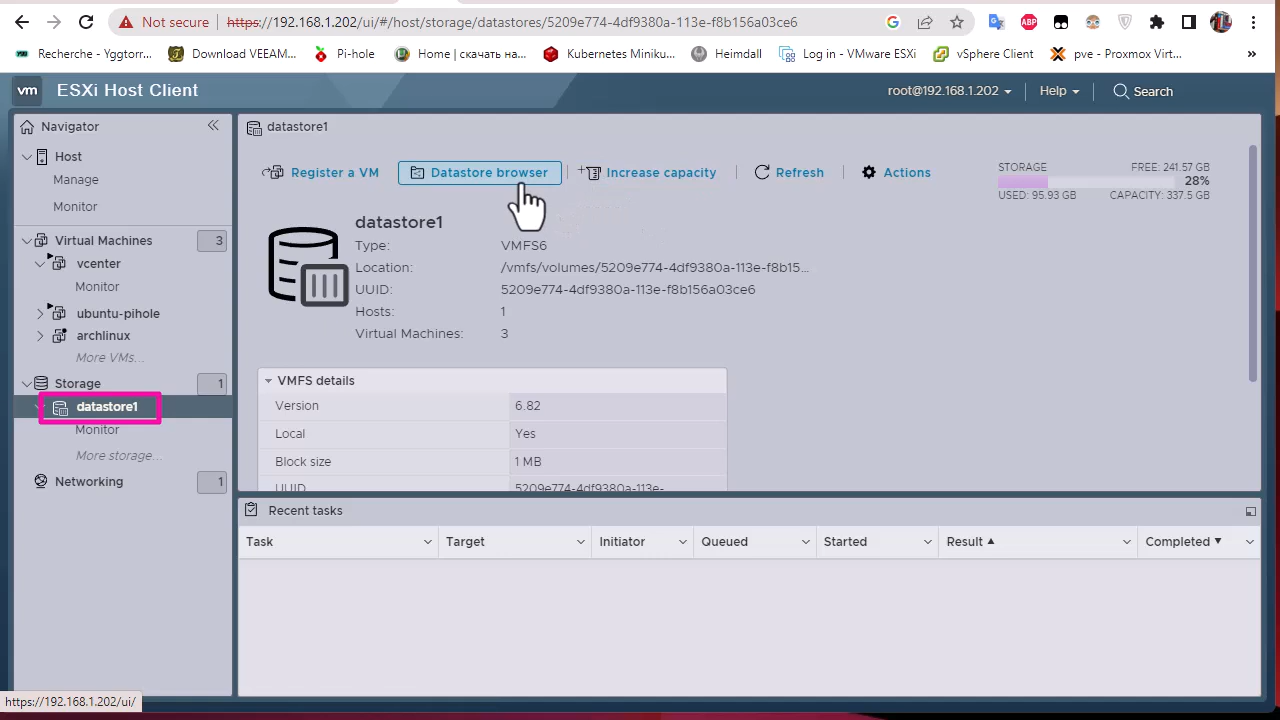 Not secure https://192.168.1.202/ui/#/host/storage/datastores/5209e774-4df9380a-113e-f8b156a03ce6
Recherche - Yggtorr... Download VEEAM... Pi-hole Home | скачать на... Kubernetes Miniku... Heimdall Log in - VMware ESXi vSphere Client pve - Proxmox Virt... »
vm ESXi Host Client root@192.168.1.202 Help Search
Navigator
Host
Manage
Monitor
Virtual Machines 3
vcenter
Monitor
ubuntu-pihole
archlinux
More VMs...
Storage 1
datastore1
Monitor
More storage...
Networking 1
datastore1
Register a VM Datastore browser Increase capacity Refresh Actions
STORAGE FREE: 241.57 GB
28%
USED: 95.93 GB CAPACITY: 337.5 GB
datastore1
Type: VMFS6
Location: /vmfs/volumes/5209e774-4df9380a-113e-f8b15...
UUID: 5209e774-4df9380a-113e-f8b156a03ce6
Hosts: 1
Virtual Machines: 3
VMFS details
Version 6.82
Local Yes
Block size 1 MB
UUID 5209e774-4df9380a-113e-
Recent tasks
Task Target Initiator Queued Started Result Completed
https://192.168.1.202/ui/